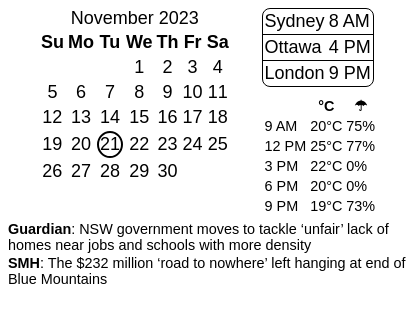 November 2023
Su Mo Tu We Th Fr Sa
1 2 3 4
5 6 7 8 9 10 11
12 13 14 15 16 17 18
19 20 21 22 23 24 25
26 27 28 29 30
Sydney 8 AM
Ottawa 4 PM
London 9 PM
°C ☂
9 AM 20°C 75%
12 PM 25°C 77%
3 PM 22°C 0%
6 PM 20°C 0%
9 PM 19°C 73%
Guardian: NSW government moves to tackle ‘unfair’ lack of
homes near jobs and schools with more density
SMH: The $232 million ‘road to nowhere’ left hanging at end of
Blue Mountains